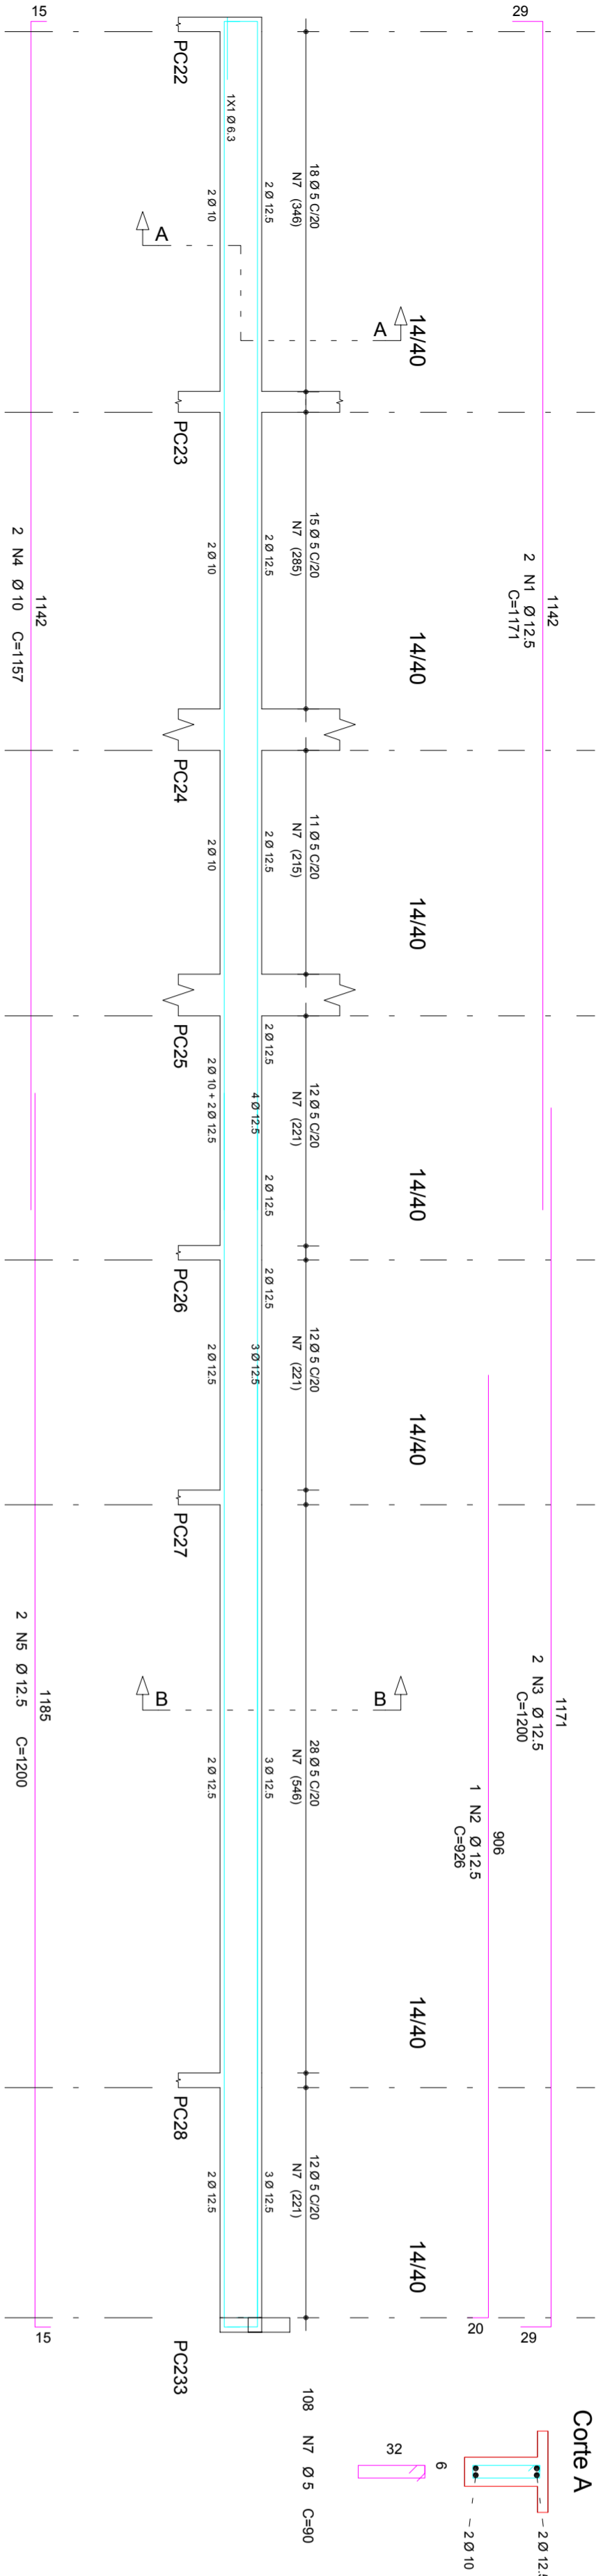 29
1142
2 N1 Ø 12.5
C=1171
1171
2 N3 Ø 12.5
C=1200
29
906
1 N2 Ø 12.5
C=926
20
14/40
14/40
14/40
14/40
14/40
14/40
14/40
18 Ø 5 C/20
N7 (346)
15 Ø 5 C/20
N7 (285)
11 Ø 5 C/20
N7 (215)
12 Ø 5 C/20
N7 (221)
12 Ø 5 C/20
N7 (221)
28 Ø 5 C/20
N7 (546)
12 Ø 5 C/20
N7 (221)
A
B
2 Ø 12.5
2 Ø 12.5
2 Ø 12.5
2 Ø 12.5
2 Ø 12.5
2 Ø 12.5
3 Ø 12.5
3 Ø 12.5
4 Ø 12.5
3 Ø 12.5
1X1 Ø 6.3
2 Ø 10
2 Ø 10
2 Ø 10
2 Ø 10 + 2 Ø 12.5
2 Ø 12.5
2 Ø 12.5
2 Ø 12.5
A
B
PC22
PC23
PC24
PC25
PC26
PC27
PC28
PC233
15
1142
2 N4 Ø 10 C=1157
1185
2 N5 Ø 12.5 C=1200
15
Corte A
2 Ø 12.5
2 Ø 10
6
32
108 N7 Ø 5 C=90